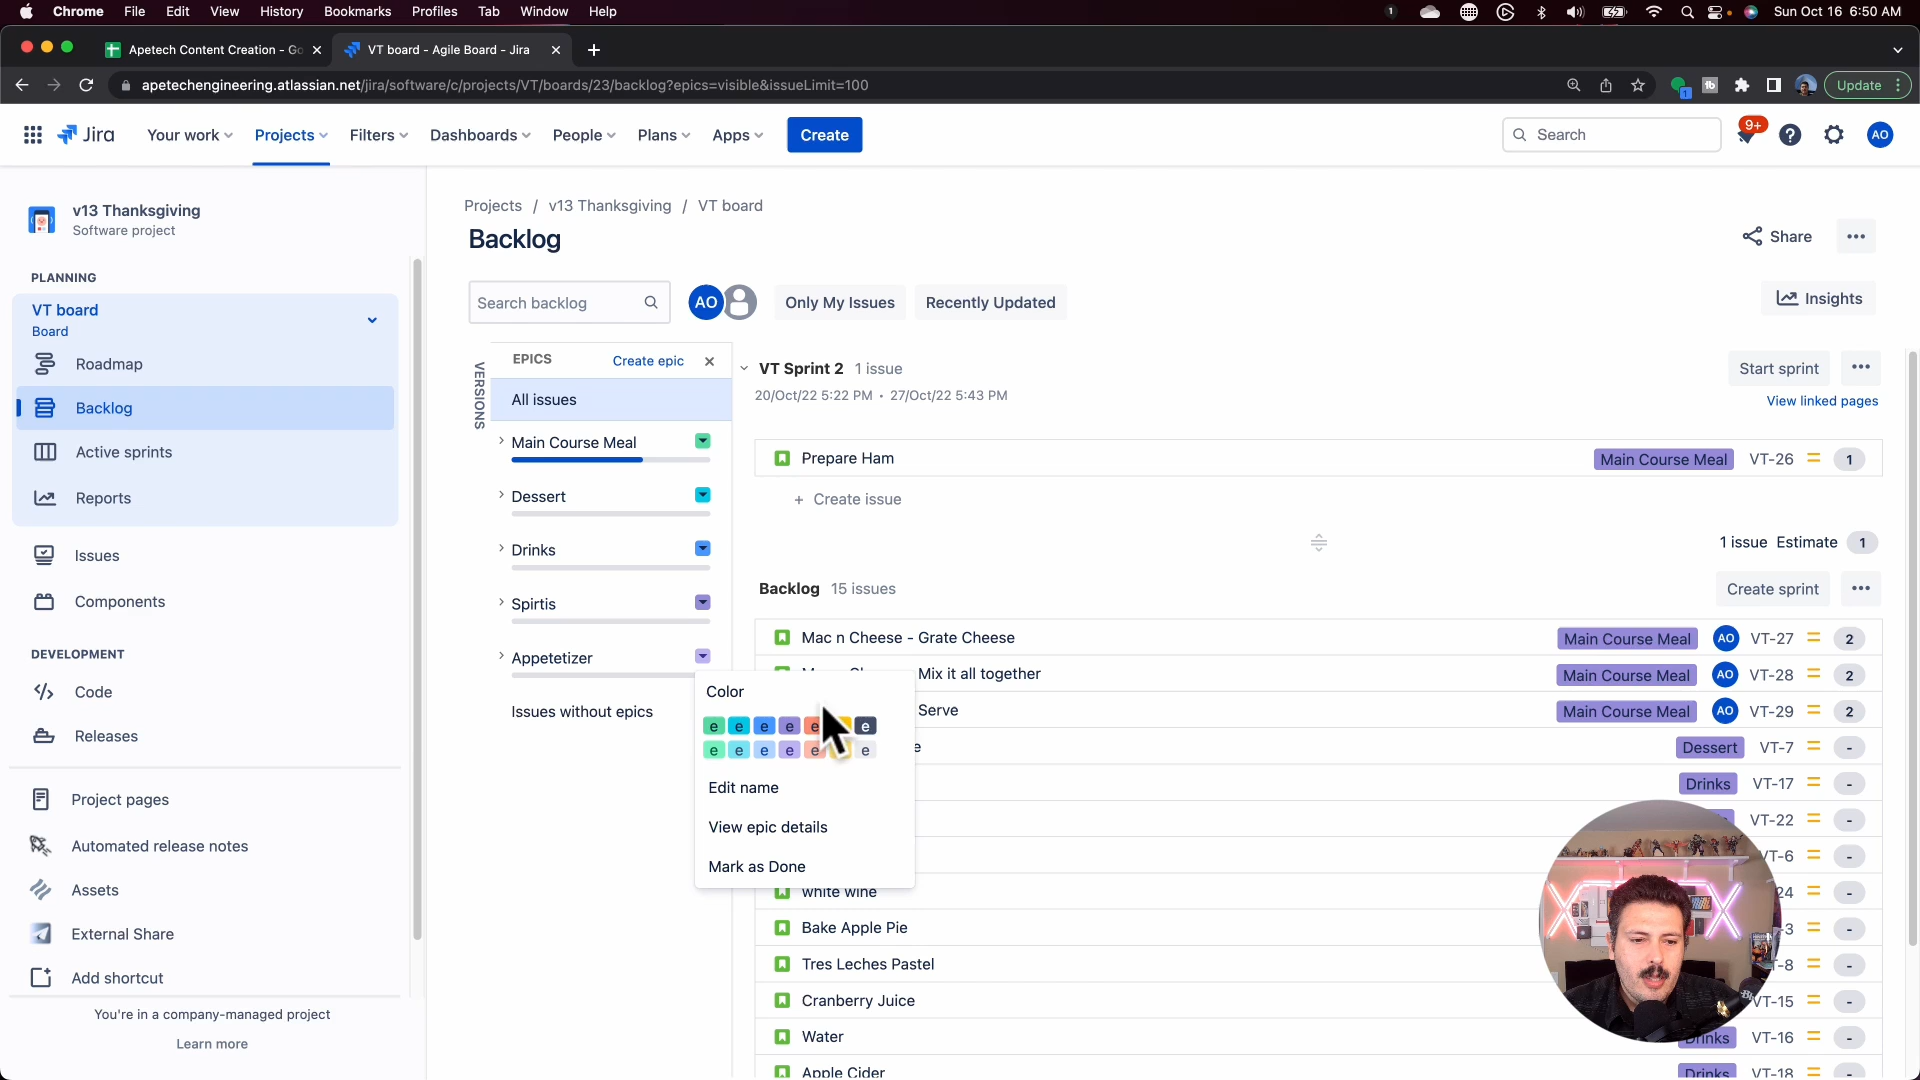 Chrome File Edit View History Bookmarks Profiles Tab Window Help
1 Sun Oct 16 6:50 AM
Apetech Content Creation - Go
VT board - Agile Board - Jira
apetechengineering.atlassian.net/jira/software/c/projects/VT/boards/23/backlog?epics=visible&issueLimit=100
1 tb Update
Jira Your work Projects Filters Dashboards People Plans Apps Create
Search 9+ AO
v13 Thanksgiving
Software project
PLANNING
VT board
Board
Roadmap
Backlog
Active sprints
Reports
Issues
Components
DEVELOPMENT
Code
Releases
Project pages
Automated release notes
Assets
External Share
Add shortcut
You're in a company-managed project
Learn more
Projects / v13 Thanksgiving / VT board
Backlog
Share
Search backlog
AO
Only My Issues
Recently Updated
Insights
VERSIONS
EPICS Create epic
All issues
Main Course Meal
Dessert
Drinks
Spirtis
Appetetizer
Issues without epics
Color
e e e e e e
e e e e e e
Edit name
View epic details
Mark as Done
VT Sprint 2 1 issue
Start sprint
20/Oct/22 5:22 PM • 27/Oct/22 5:43 PM
View linked pages
Prepare Ham Main Course Meal VT-26 1
+ Create issue
1 issue Estimate 1
Backlog 15 issues
Create sprint
Mac n Cheese - Grate Cheese Main Course Meal AO VT-27 2
Mix it all together Main Course Meal AO VT-28 2
Serve Main Course Meal AO VT-29 2
e Dessert VT-7 -
Drinks VT-17 -
VT-22 -
VT-6 -
white wine 24 -
Bake Apple Pie -3 -
Tres Leches Patel -8 -
Cranberry Juice VT-15 -
Water Drinks VT-16 -
Apple Cider Drinks VT-18 -